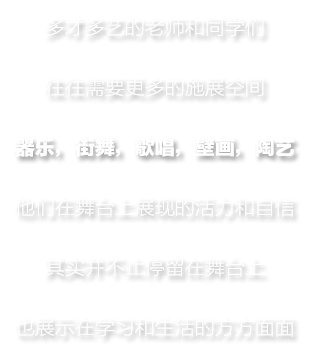 多才多艺的老师和同学们
往往需要更多的施展空间
器乐，街舞，歌唱，壁画，陶艺
他们在舞台上展现的活力和自信
其实并不止停留在舞台上
也展示在学习和生活的方方面面